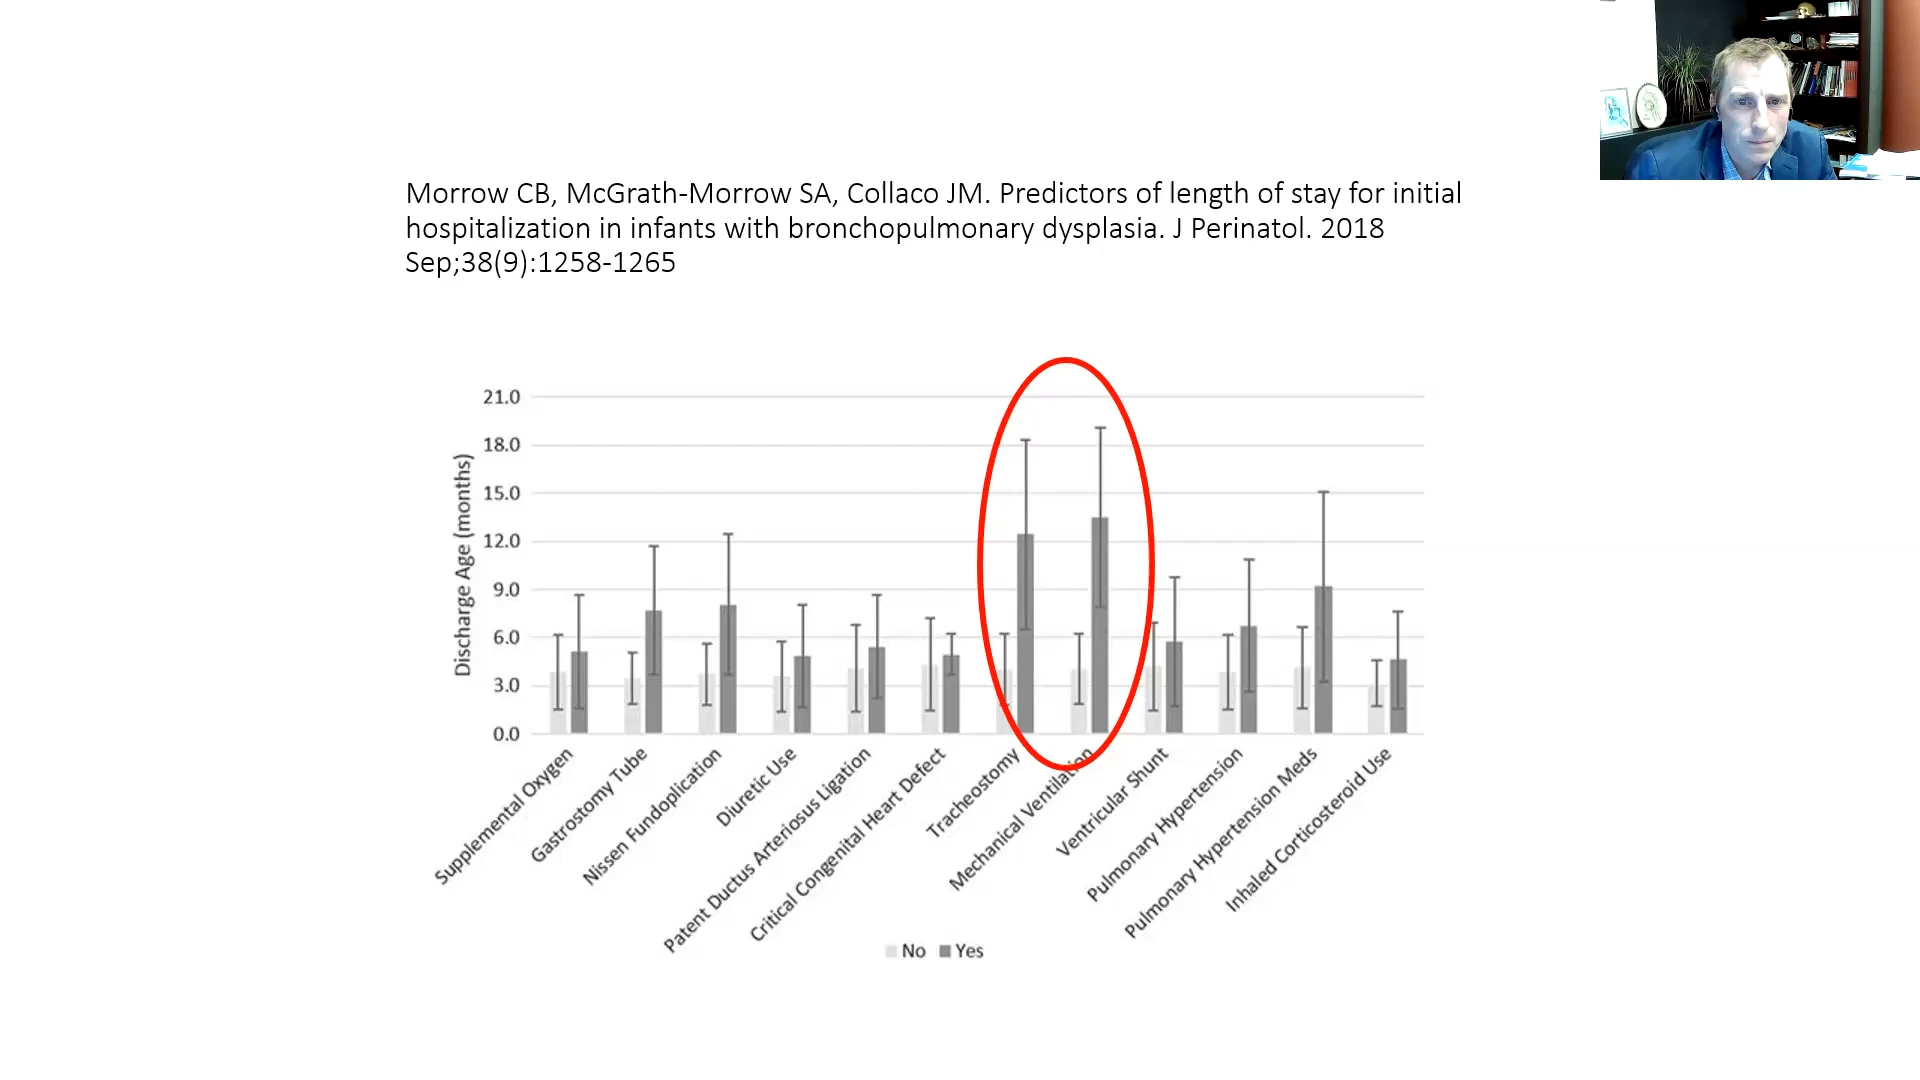 Morrow CB, McGrath-Morrow SA, Collaco JM. Predictors of length of stay for initial
hospitalization in infants with bronchopulmonary dysplasia. J Perinatol. 2018
Sep;38(9):1258-1265
Discharge Age (months)
21.0
18.0
15.0
12.0
9.0
6.0
3.0
0.0
Supplemental Oxygen
Gastrostomy Tube
Nissen Fundoplication
Diuretic Use
Patent Ductus Arteriosus Ligation
Critical Congenital Heart Defect
Tracheostomy
Mechanical Ventilation
Ventricular Shunt
Pulmonary Hypertension
Pulmonary Hypertension Meds
Inhaled Corticosteroid Use
No Yes